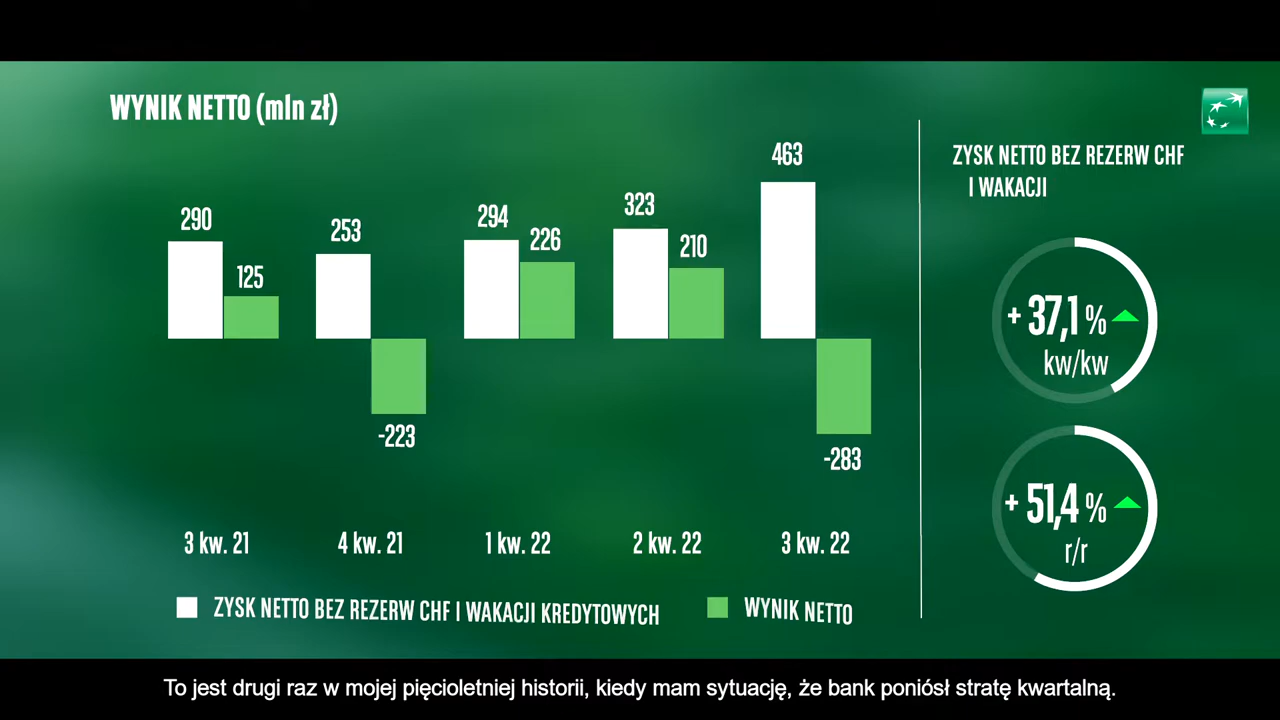 WYNIK NETTO (mln zł)
ZYSK NETTO BEZ REZERW CHF
I WAKACJI
290
125
253
-223
294
226
323
210
463
-283
3 kw. 21
4 kw. 21
1 kw. 22
2 kw. 22
3 kw. 22
ZYSK NETTO BEZ REZERW CHF I WAKACJI KREDYTOWYCH
WYNIK NETTO
+ 37,1 %
kw/kw
+ 51,4 %
r/r
To jest drugi raz w mojej pięcioletniej historii, kiedy mam sytuację, że bank poniósł stratę kwartalną.